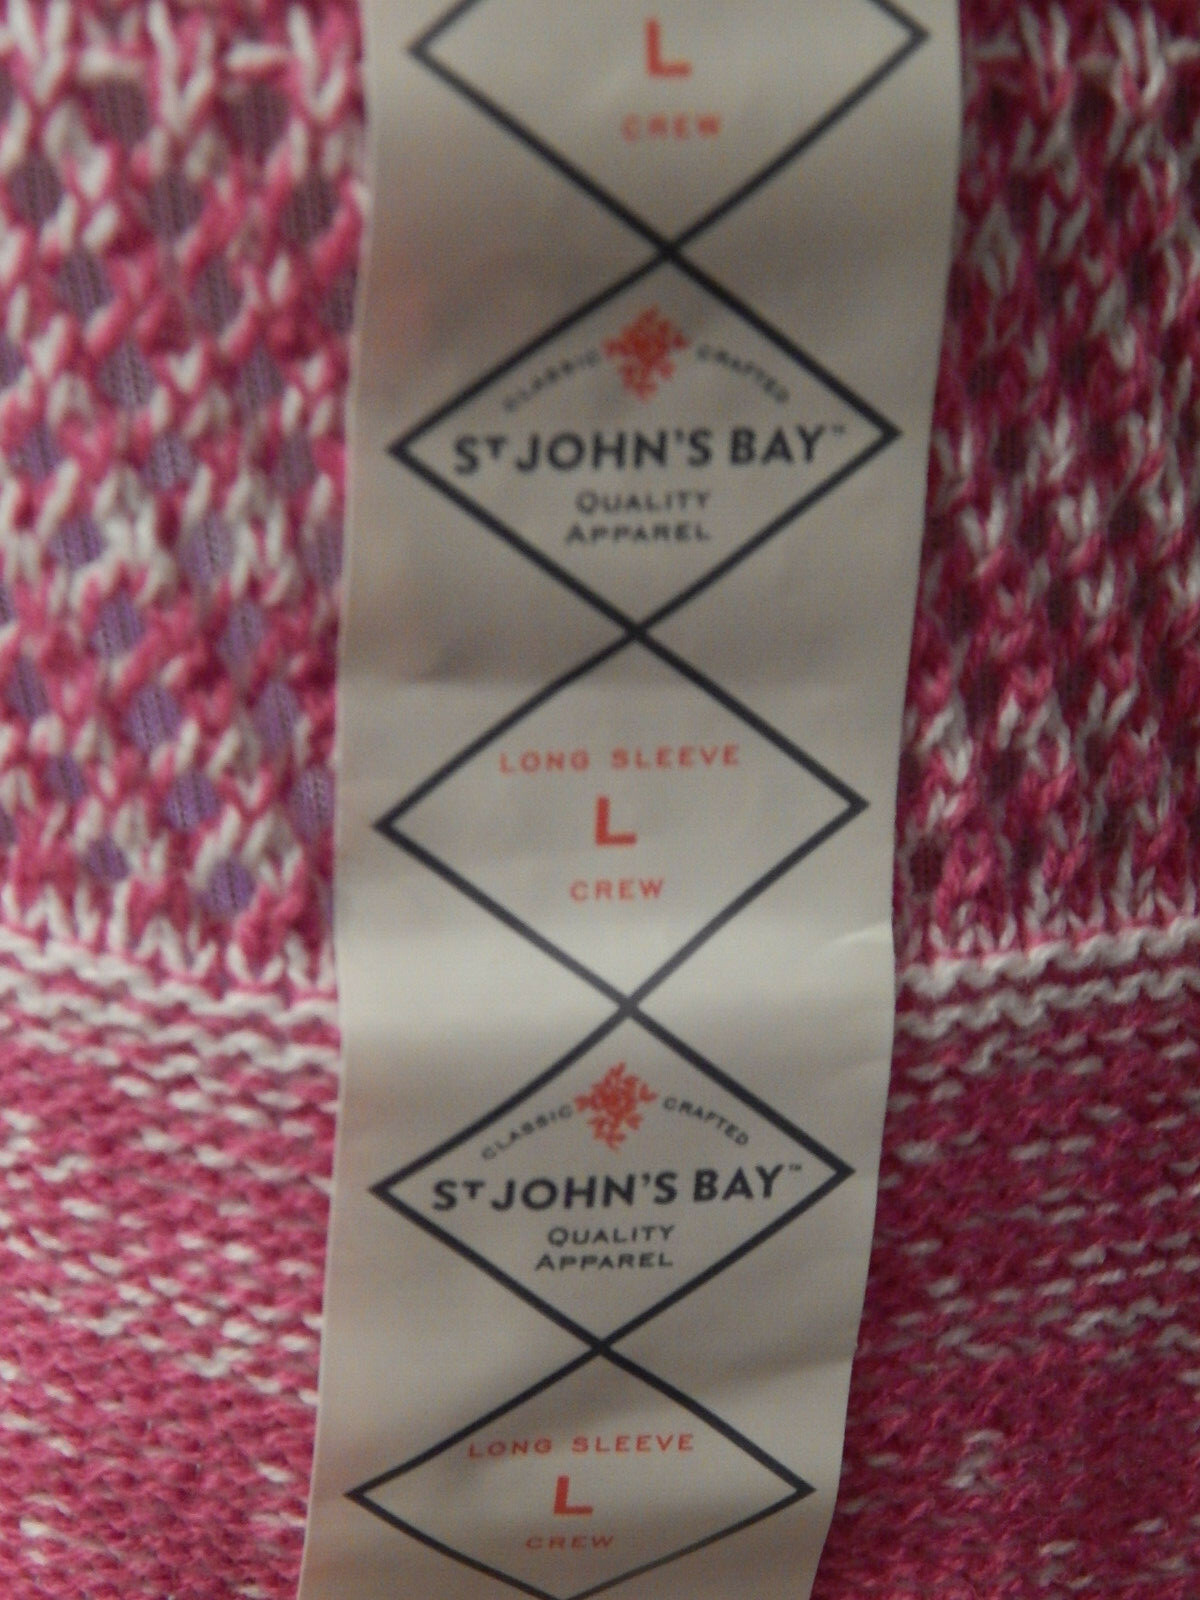 L
CREW
CLASSIC CRAFTED
ST JOHN'S BAY™
QUALITY
APPAREL
LONG SLEEVE
L
CREW
CLASSIC CRAFTED
ST JOHN'S BAY™
QUALITY
APPAREL
LONG SLEEVE
L
CREW